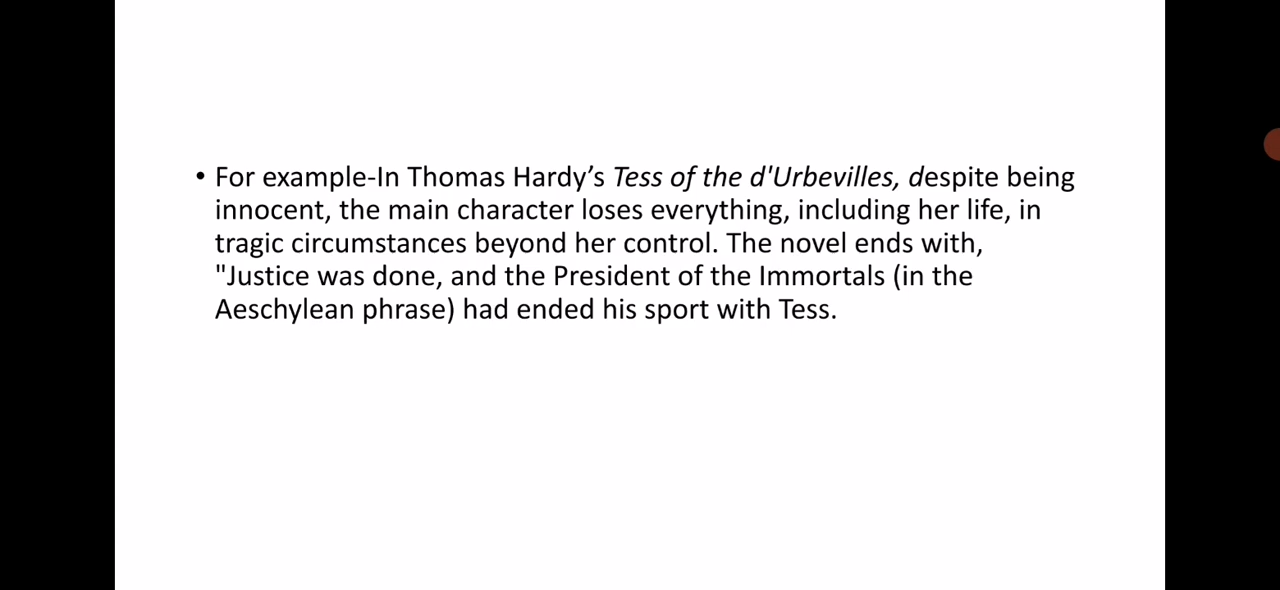 • For example-In Thomas Hardy’s Tess of the d'Urbevilles, despite being
innocent, the main character loses everything, including her life, in
tragic circumstances beyond her control. The novel ends with,
"Justice was done, and the President of the Immortals (in the
Aeschylean phrase) had ended his sport with Tess.